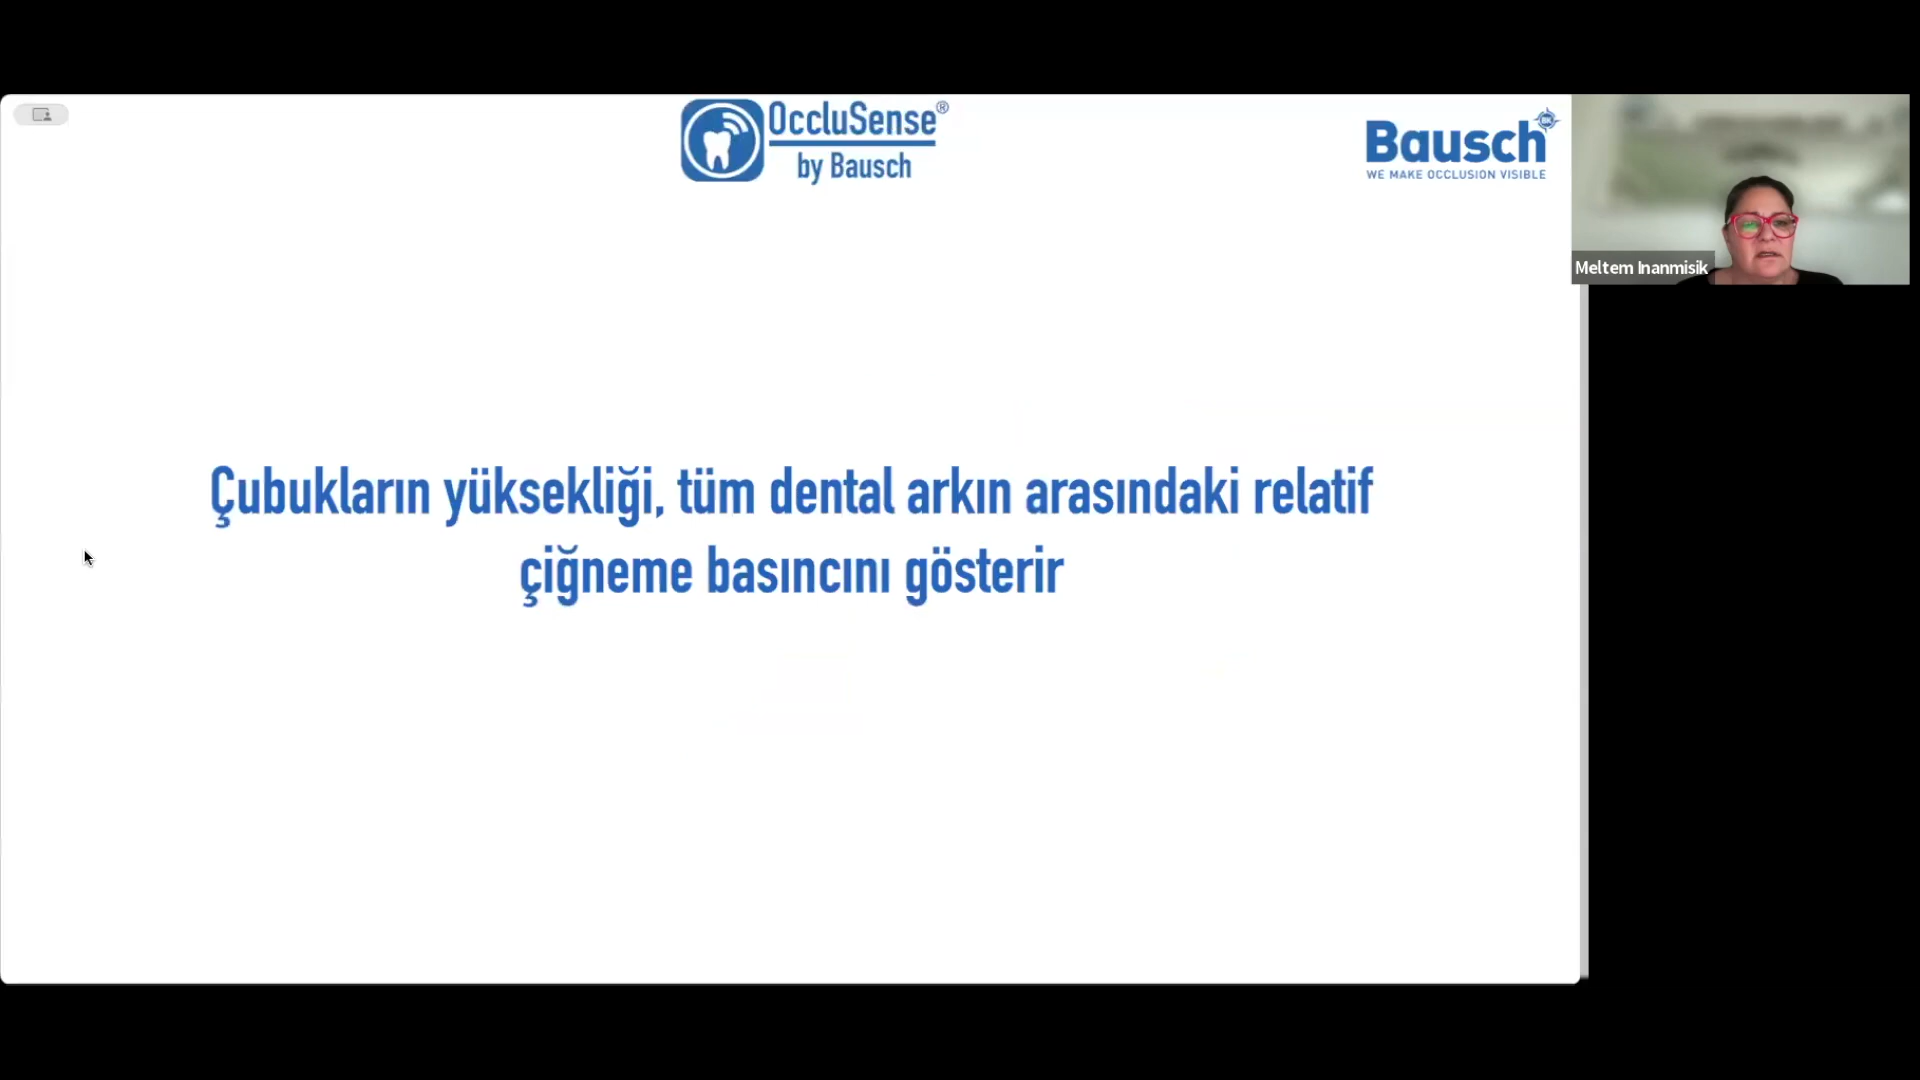 OccluSense®
by Bausch
Bausch
BK
WE MAKE OCCLUSION VISIBLE
Meltem Inanmisik
Çubukların yüksekliği, tüm dental arkın arasındaki relatif
çiğneme basıncını gösterir